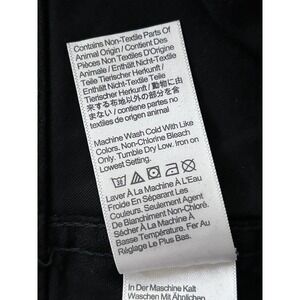 Contains Non-Textile Parts Of
Animal Origin / Contient Des
Pièces Non Textiles D'origine
Animale / Enthält Nicht-Textile
Teile Tierischer Herkunft /
Enthält Nicht-Textile Teile
Tierischer Herkunft / 動物に由
来する布地以外の部分を含
む / contiene partes no
textiles de origen animal
Machine Wash Cold With Like
Colors. Non-Chlorine Bleach
Only. Tumble Dry Low. Iron on
Lowest Setting.
Laver À La Machine À L'Eau
Froide En Séparant Les
Couleurs. Seulement Agent
De Blanchiment Non-Chloré.
Sécher À La Machine À
Basse Température. Fer Au
Réglage Le Plus Bas.
In Der Maschine Kalt
Waschen Mit Ähnlichen